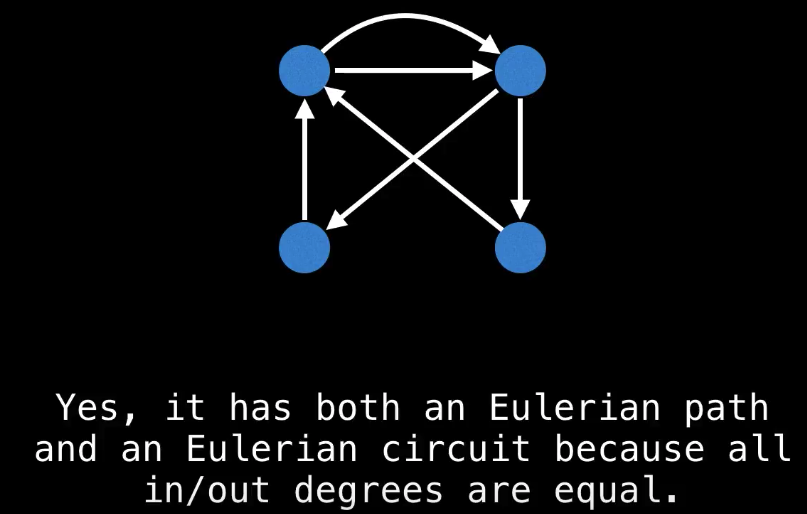 Yes, it has both an Eulerian path
and an Eulerian circuit because all
in/out degrees are equal.